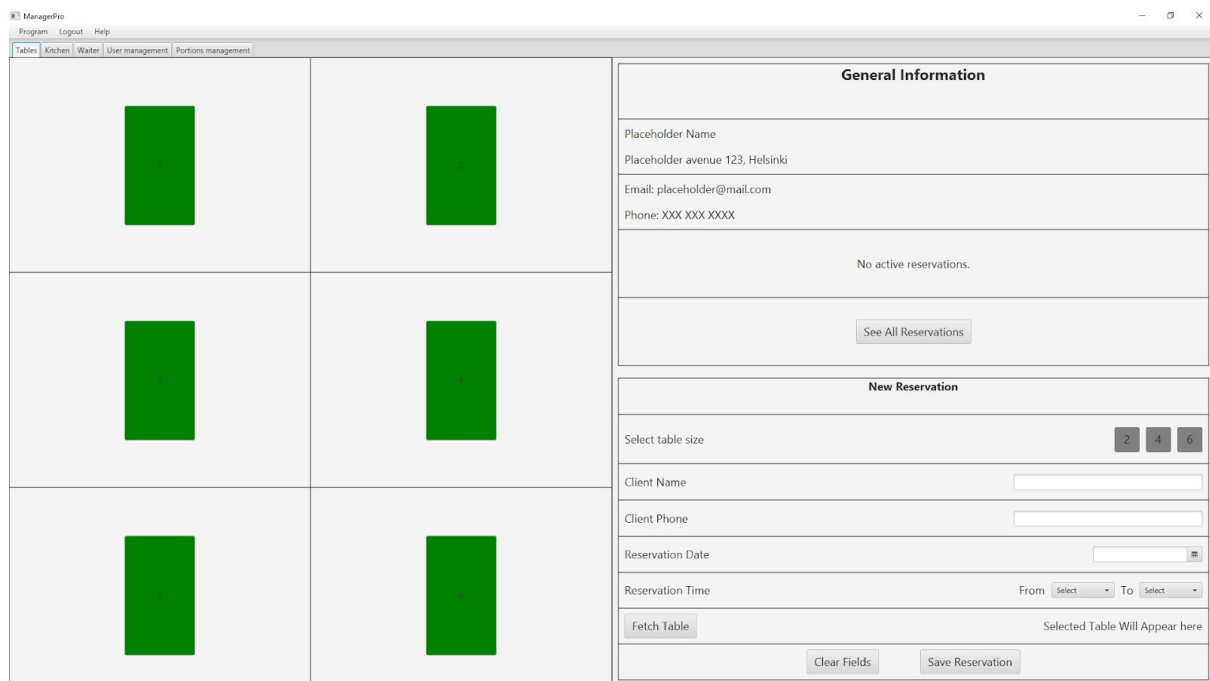 ManagerPro
Program Logout Help
Tables Kitchen Waiter User management Portions management
General Information
Placeholder Name
Placeholder avenue 123, Helsinki
Email: placeholder@mail.com
Phone: XXX XXX XXXX
No active reservations.
See All Reservations
New Reservation
Select table size 2 4 6
Client Name
Client Phone
Reservation Date
Reservation Time From Select To Select
Fetch Table Selected Table Will Appear here
Clear Fields Save Reservation